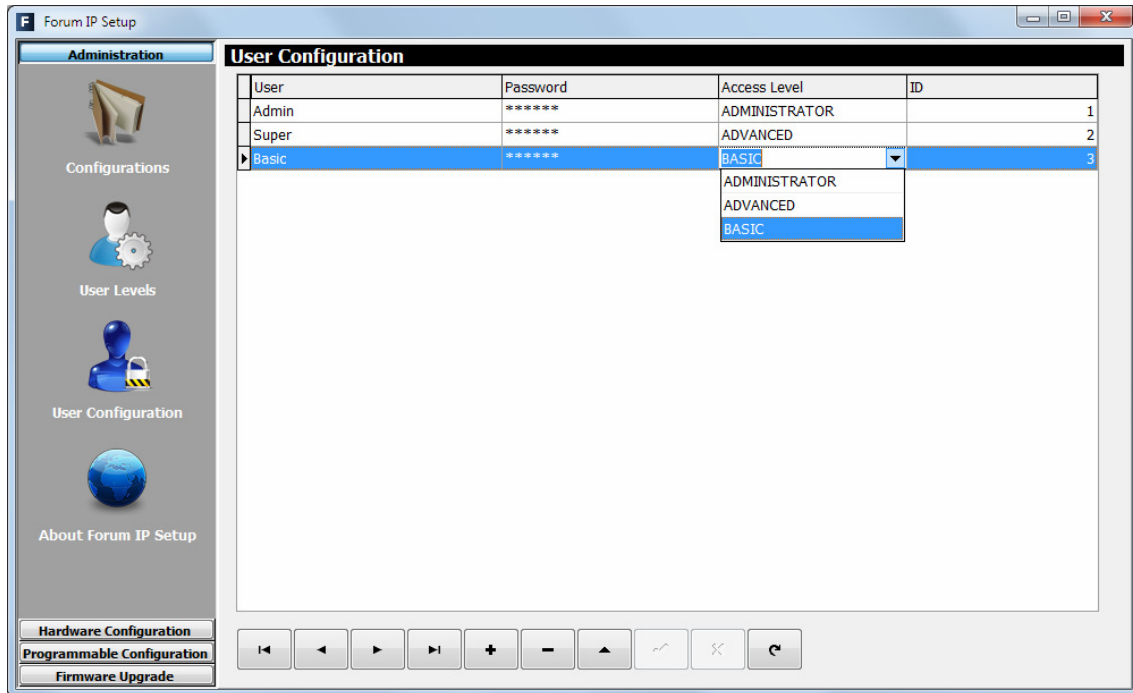 F Forum IP Setup
Administration
Configurations
User Levels
User Configuration
About Forum IP Setup
Hardware Configuration
Programmable Configuration
Firmware Upgrade
User Configuration
User Password Access Level ID
Admin ****** ADMINISTRATOR 1
Super ****** ADVANCED 2
Basic ****** BASIC 3
ADMINISTRATOR
ADVANCED
BASIC